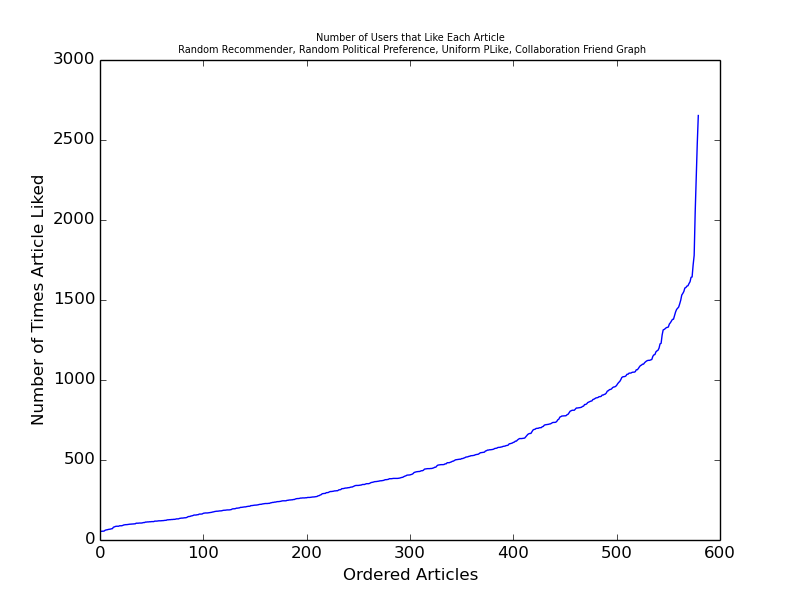 Number of Users that Like Each Article
Random Recommender, Random Political Preference, Uniform PLike, Collaboration Friend Graph
3000
2500
2000
1500
1000
500
0
Number of Times Article Liked
0 100 200 300 400 500 600
Ordered Articles